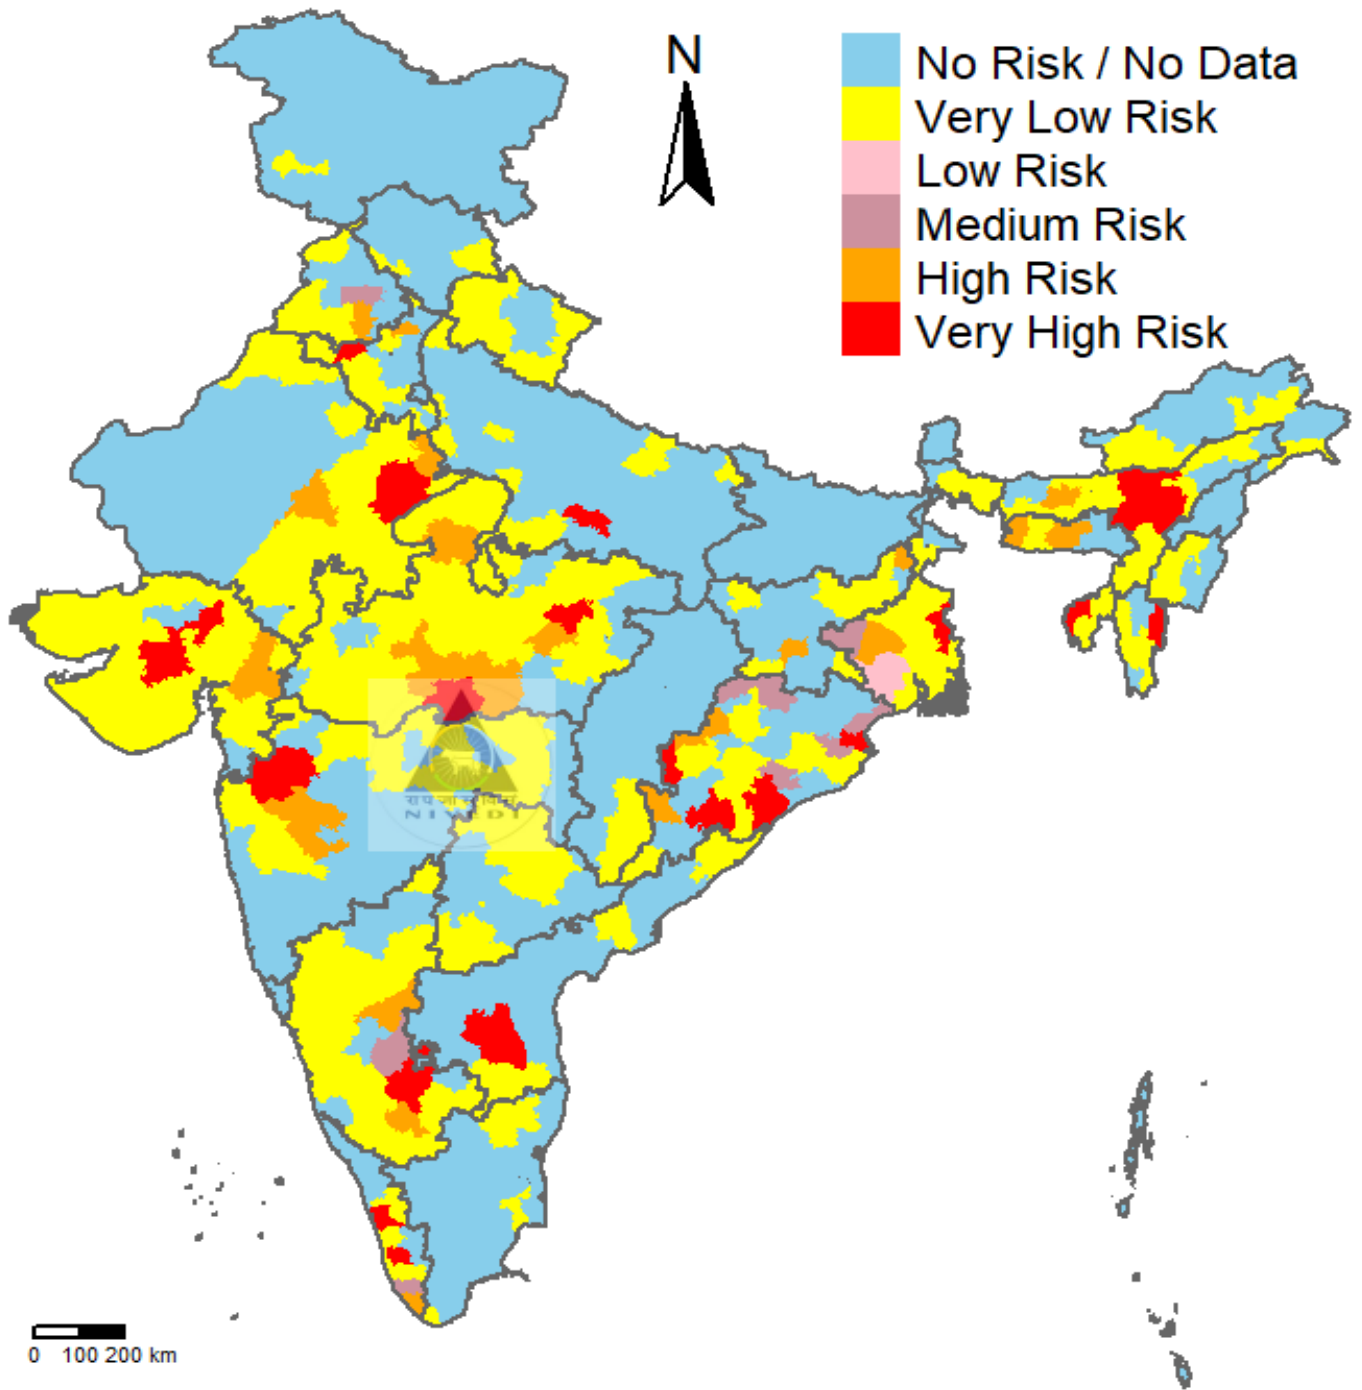 N
No Risk / No Data
Very Low Risk
Low Risk
Medium Risk
High Risk
Very High Risk
NIVEDI
0 100 200 km